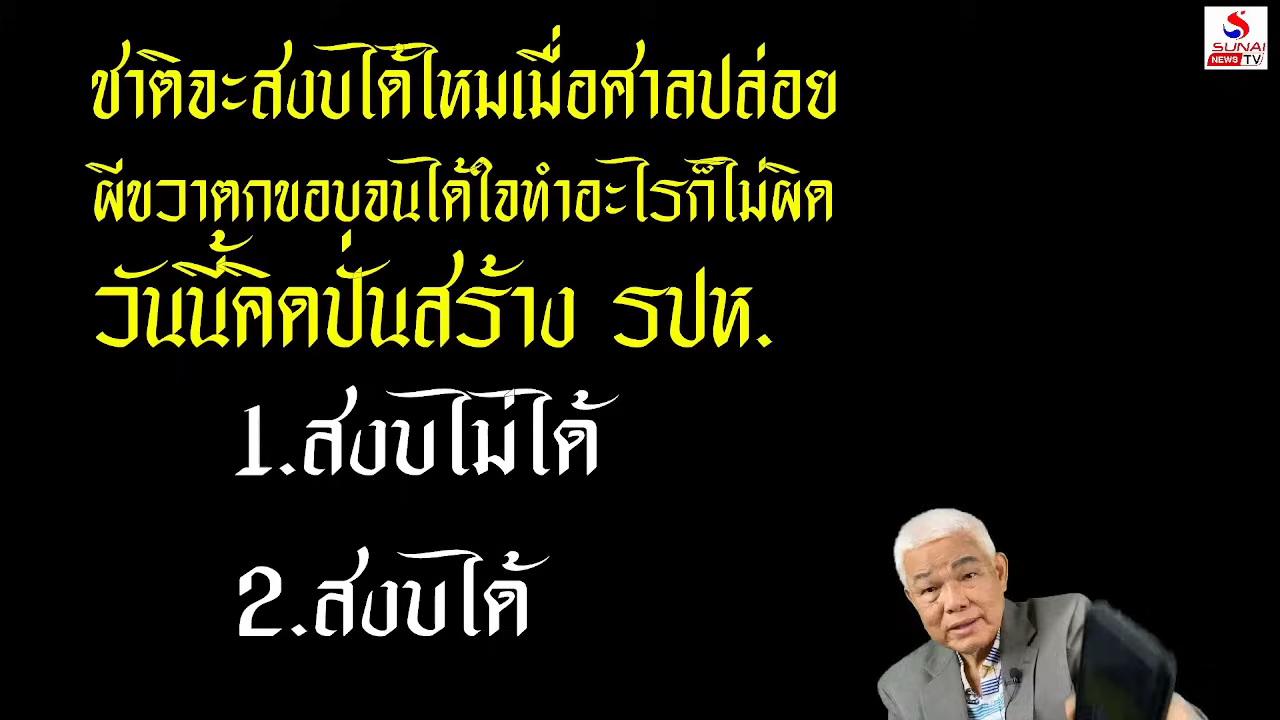 SUNAI
NEWS TV
ชาติจะสงบได้ไหมเมื่อศาลปล่อย
ผีขวาตกขอบจนได้ใจทำอะไรก็ไม่ผิด
วันนี้คิดปั่นสร้าง รปห.
1.สงบไม่ได้
2.สงบได้